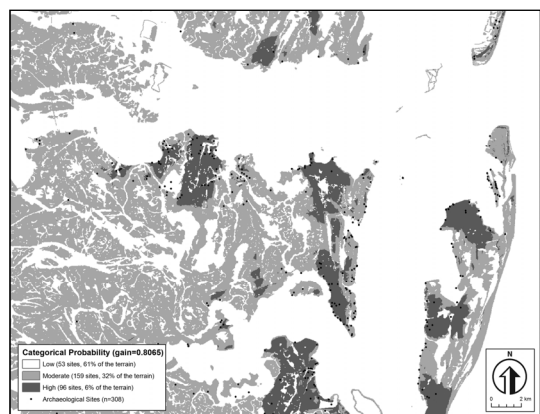 Categorical Probability (gain=0.8065)
Low (53 sites, 61% of the terrain)
Moderate (159 sites, 32% of the terrain)
High (96 sites, 6% of the terrain)
Archaeological Sites (n=308)
N
0 2 km